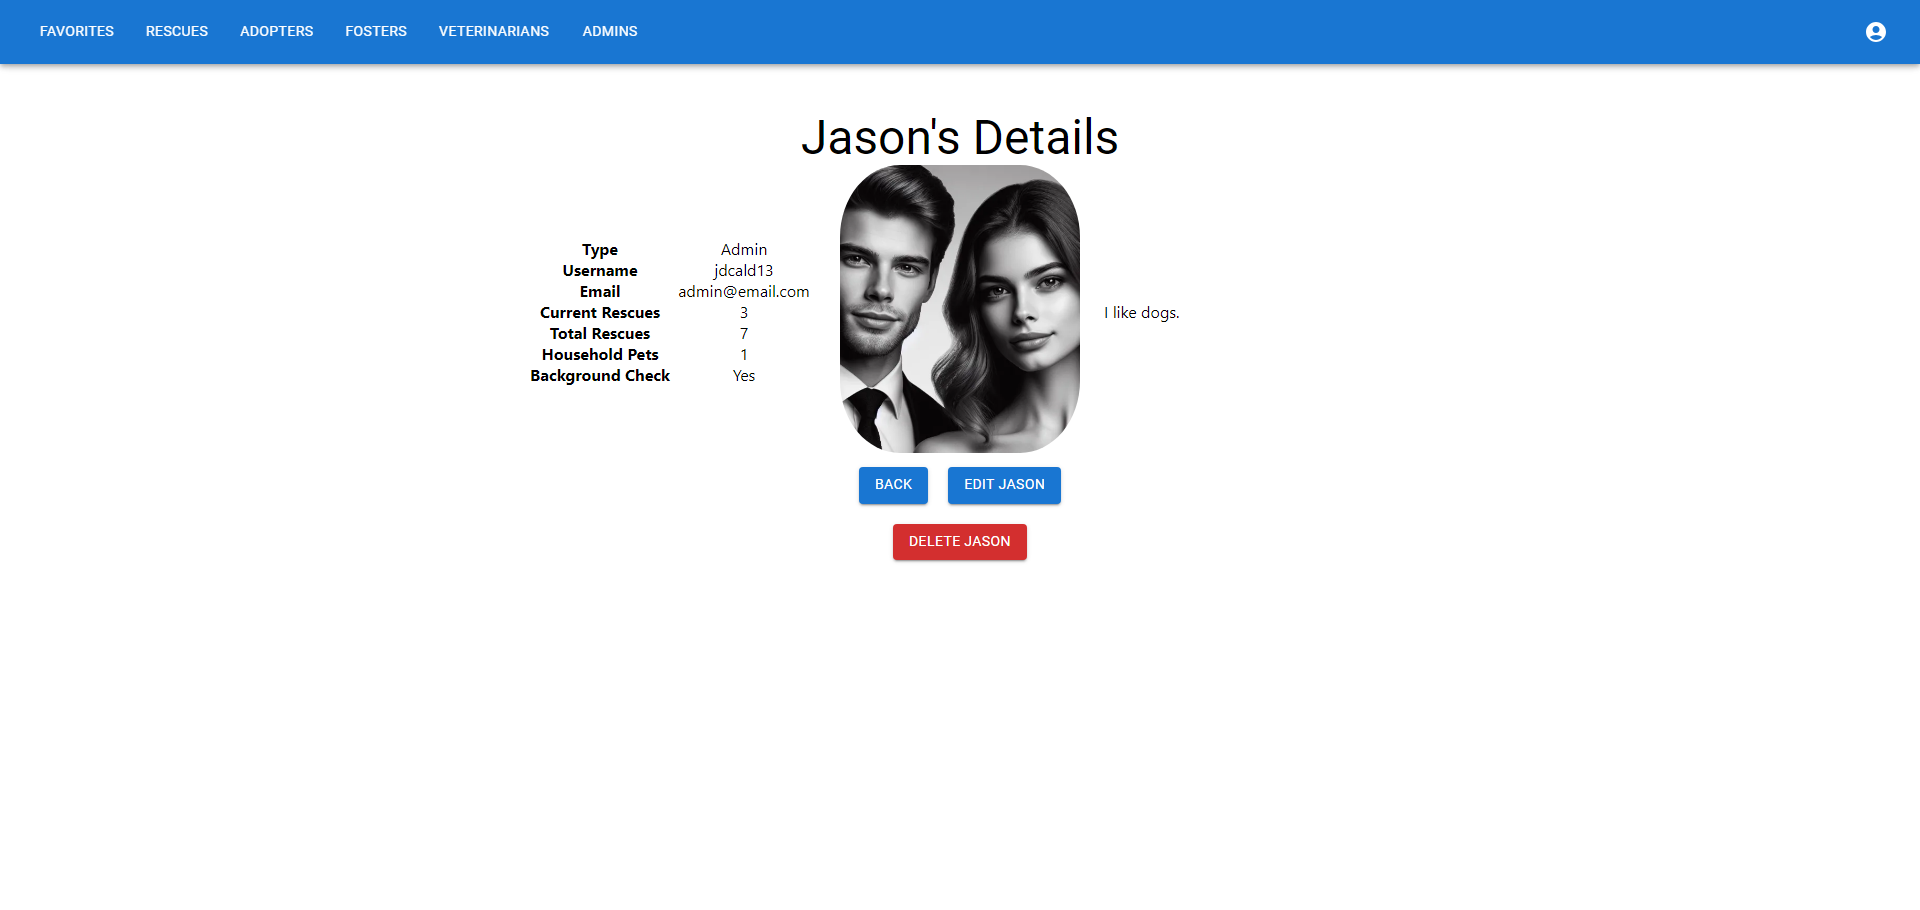 FAVORITES RESCUES ADOPTERS FOSTERS VETERINARIANS ADMINS
Jason's Details
Type Admin
Username jdcald13
Email admin@email.com
Current Rescues 3
Total Rescues 7
Household Pets 1
Background Check Yes
I like dogs.
BACK EDIT JASON
DELETE JASON